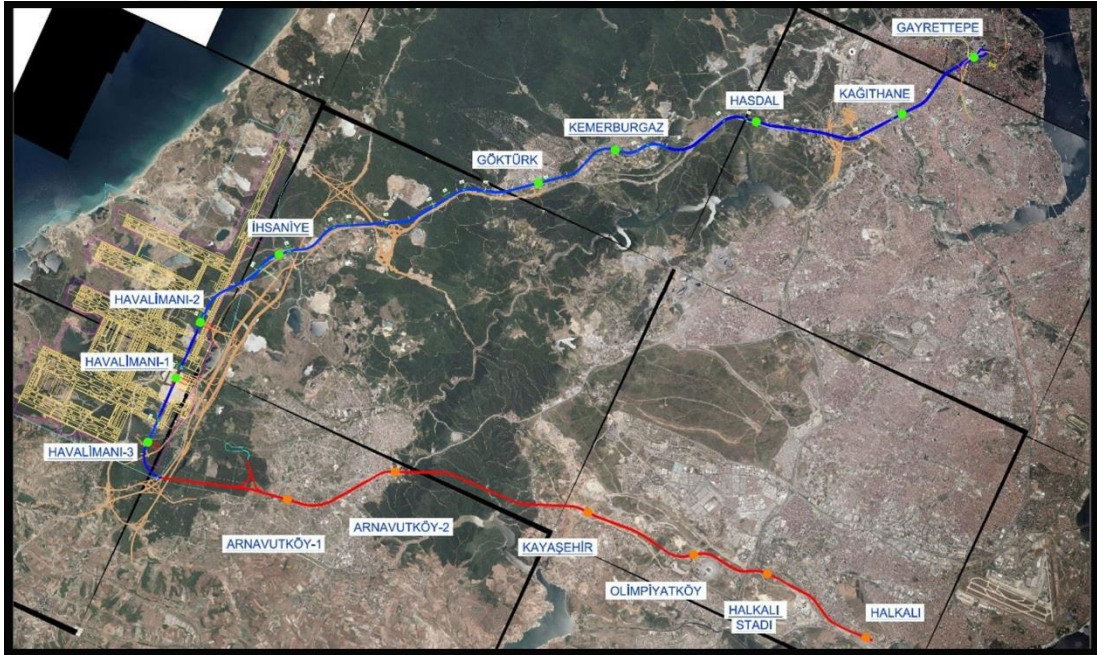 GAYRETTEPE
KAĞITHANE
HASDAL
KEMERBURGAZ
GÖKTÜRK
İHSANİYE
HAVALİMANI-2
HAVALİMANI-1
HAVALİMANI-3
ARNAVUTKÖY-1
ARNAVUTKÖY-2
KAYAŞEHİR
OLİMPİYATKÖY
HALKALI
STADI
HALKALI